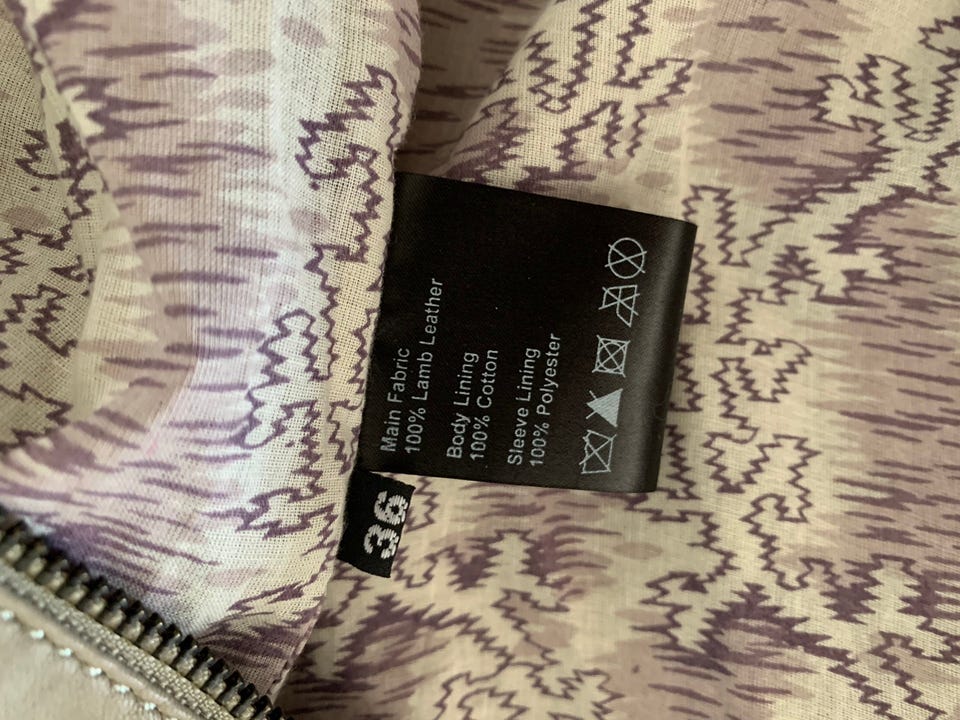 Main Fabric
100% Lamb Leather
Body Lining
100% Cotton
Sleeve Lining
100% Polyester
36